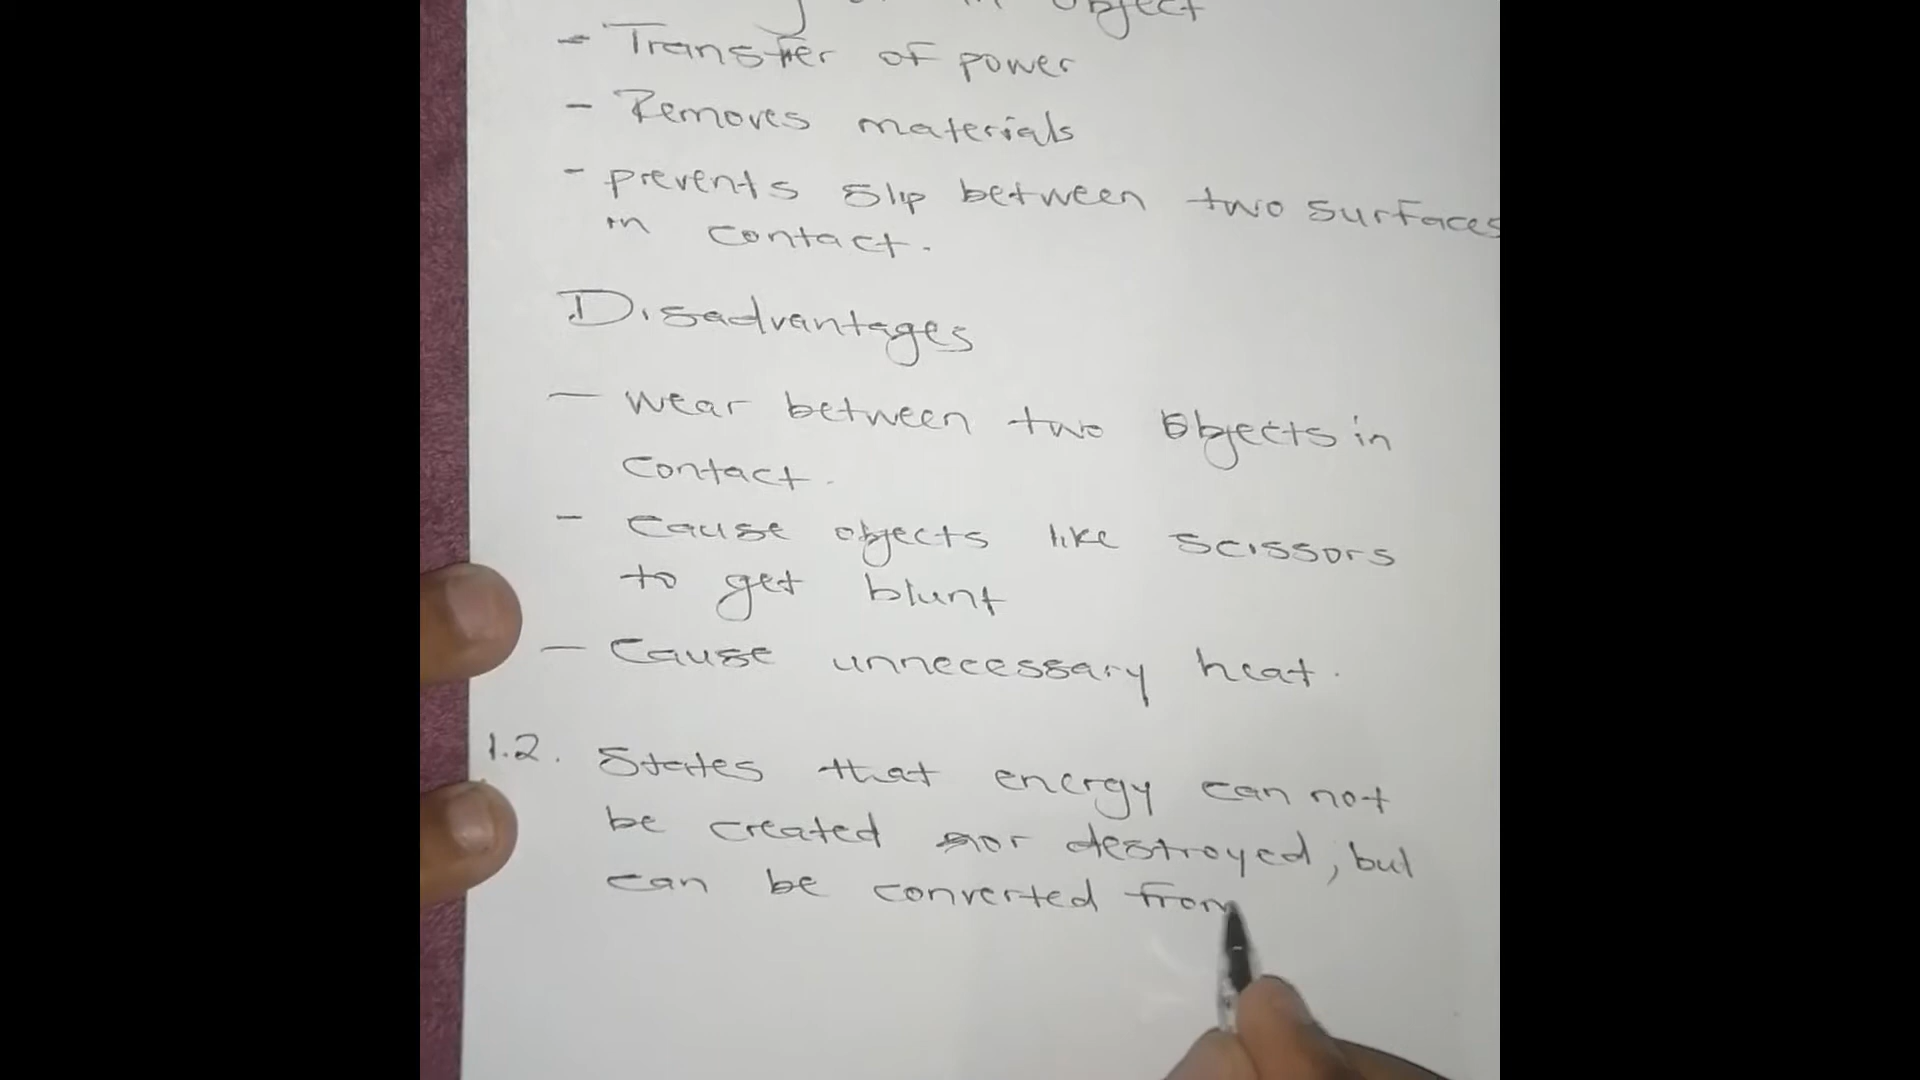 in object
- Transfer of power
- Removes materials
- prevents slip between two surfaces
in contact.
Disadvantages
- wear between two objects in
contact.
- cause objects like scissors
to get blunt
- cause unnecessary heat.
1.2. States that energy can not
be created nor destroyed, but
can be converted from